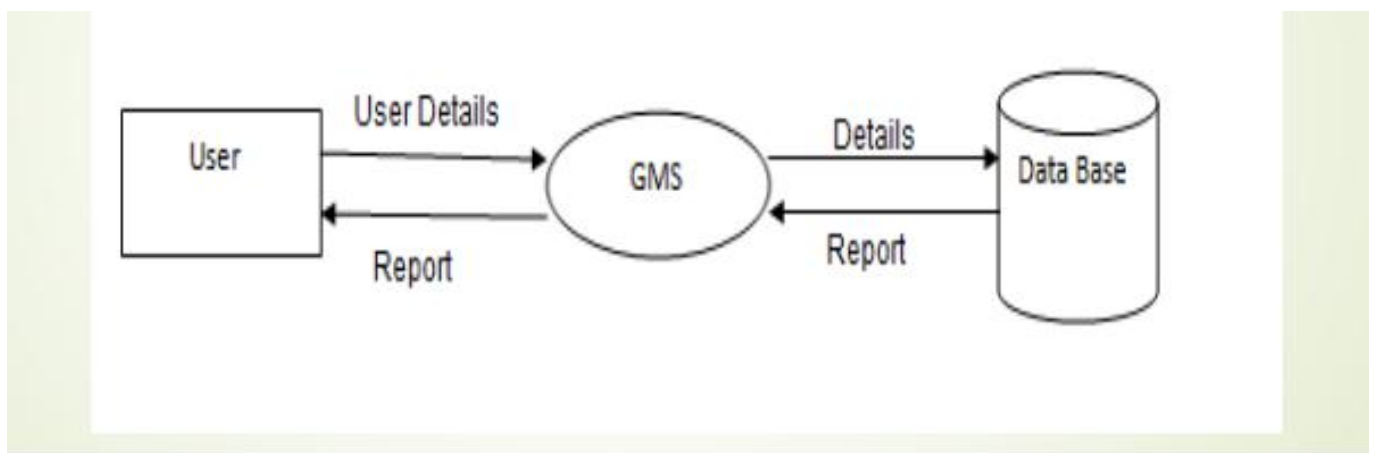 User
User Details
Report
GMS
Details
Report
Data Base